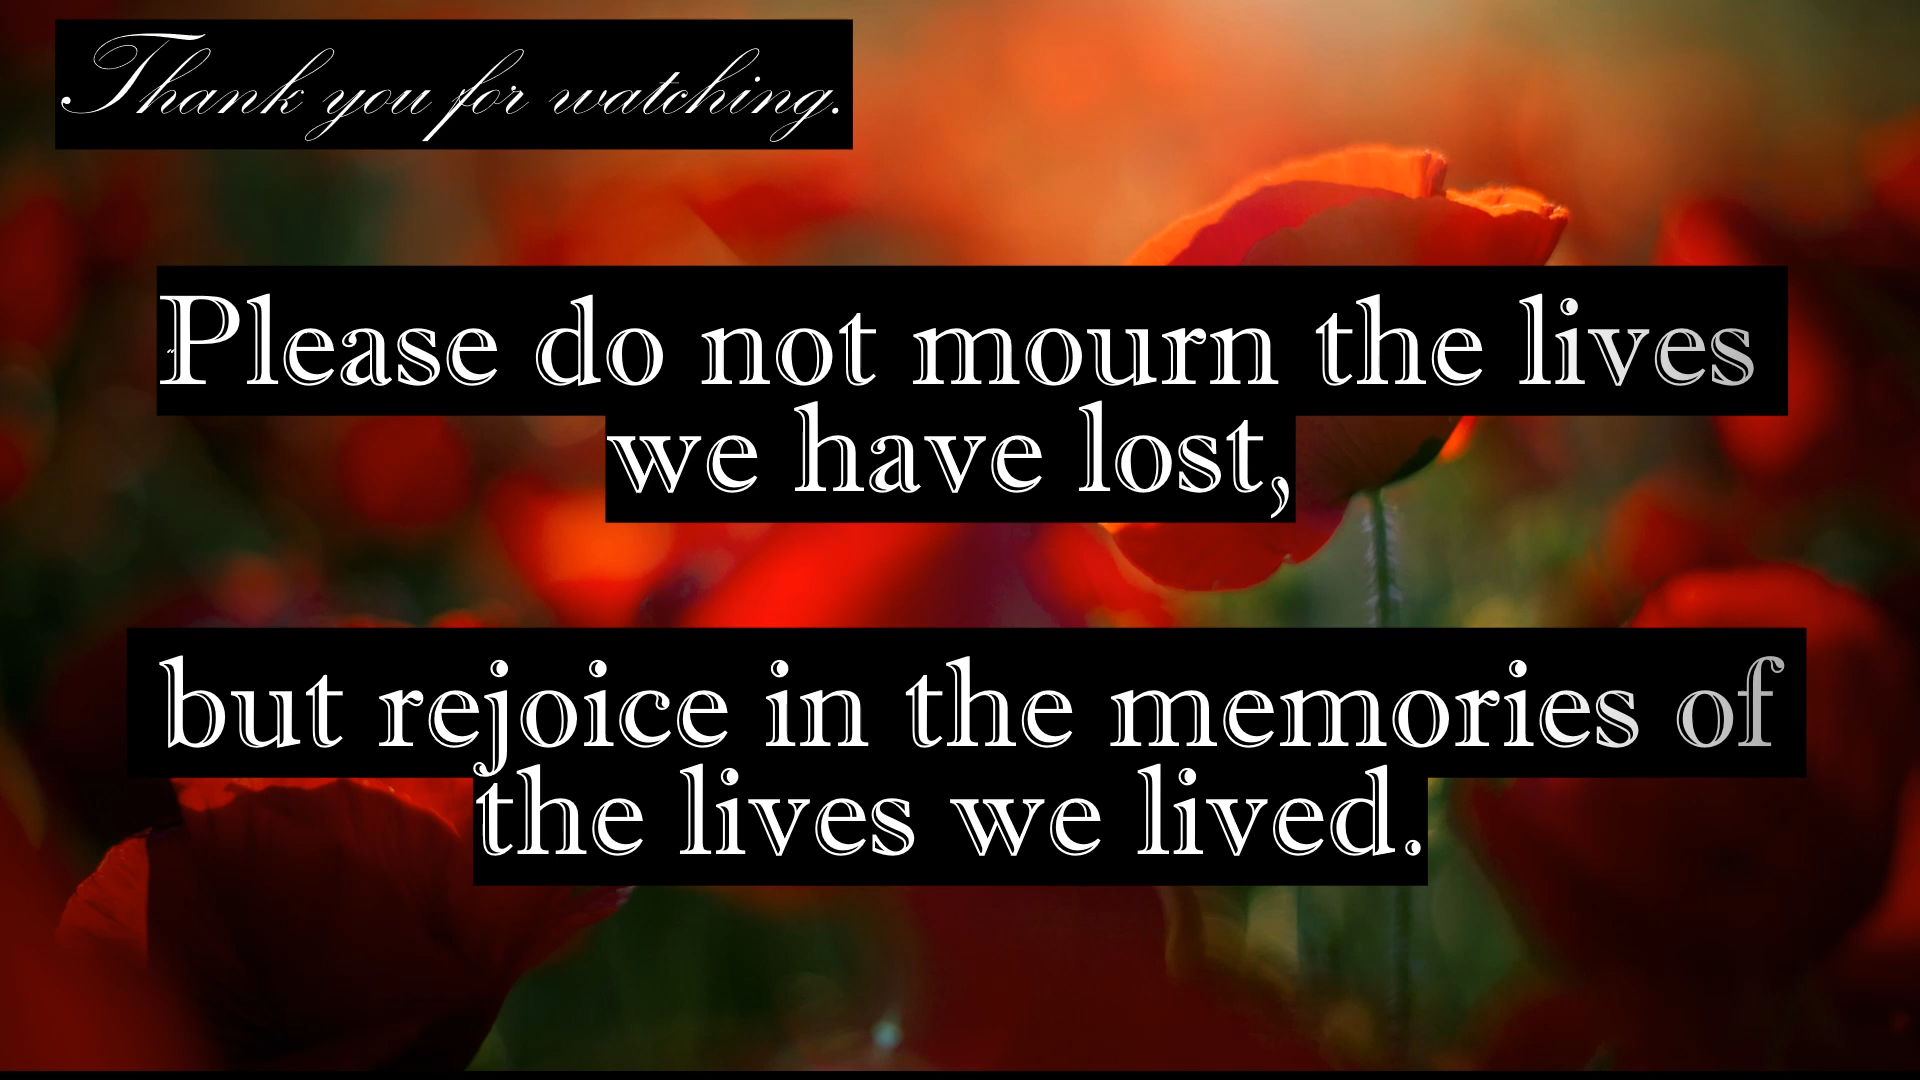 Thank you for watching.
Please do not mourn the lives
we have lost,
but rejoice in the memories of
the lives we lived.